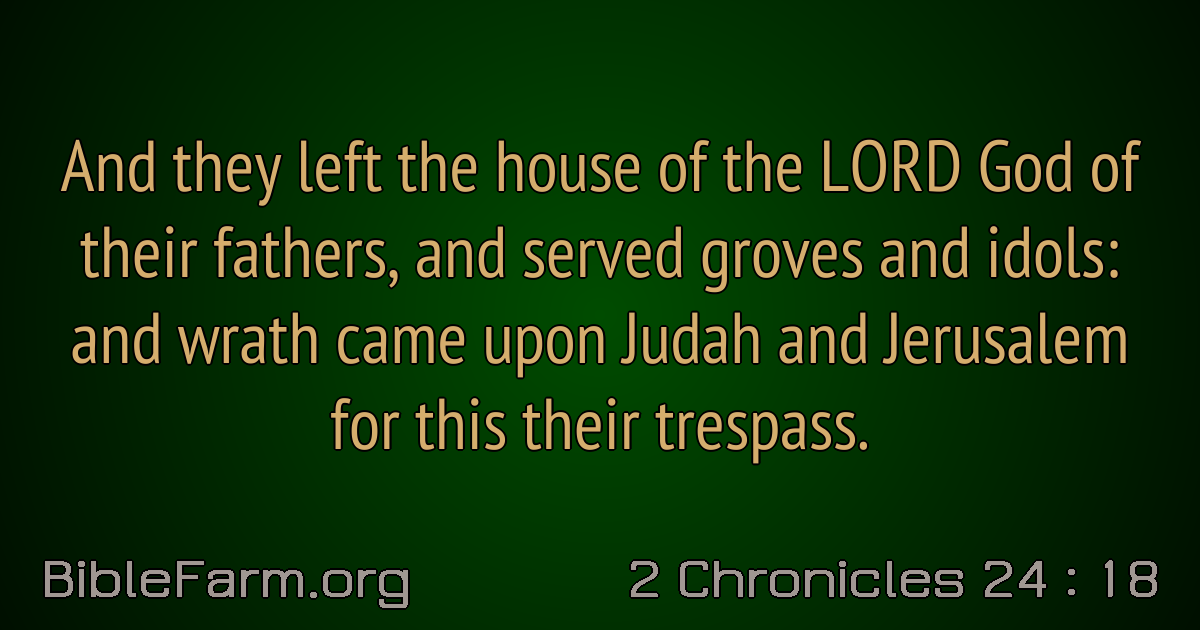 And they left the house of the LORD God of
their fathers, and served groves and idols:
and wrath came upon Judah and Jerusalem
for this their trespass.
BibleFarm.org
2 Chronicles 24 : 18